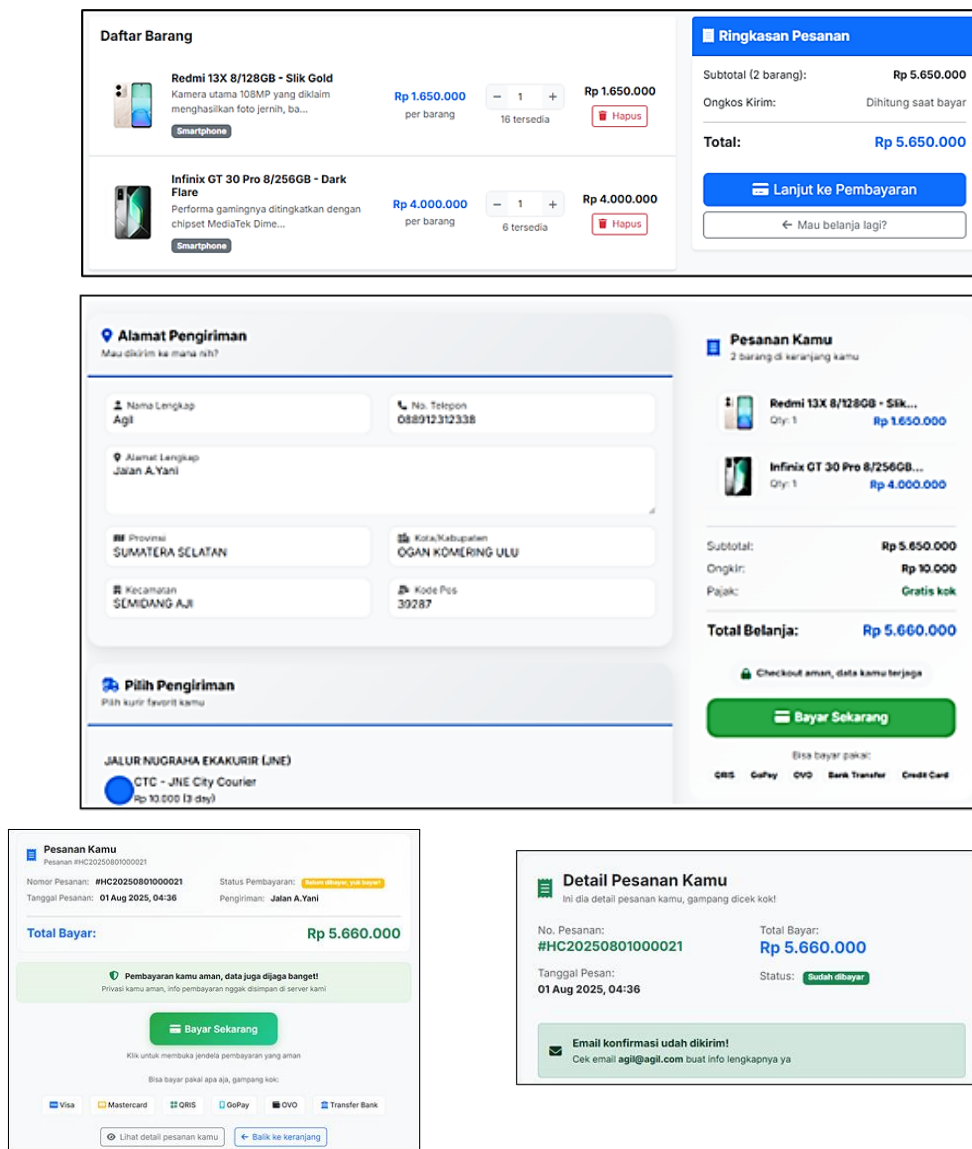 Daftar Barang
Redmi 13X 8/128GB - Slik Gold
Kamera utama 108MP yang diklaim
menghasilkan foto jernih, ba...
Smartphone
Rp 1.650.000
per barang
− 1 +
16 tersedia
Rp 1.650.000
Hapus
Infinix GT 30 Pro 8/256GB - Dark
Flare
Performa gamingnya ditingkatkan dengan
chipset MediaTek Dime...
Smartphone
Rp 4.000.000
per barang
− 1 +
6 tersedia
Rp 4.000.000
Hapus
Ringkasan Pesanan
Subtotal (2 barang): Rp 5.650.000
Ongkos Kirim: Dihitung saat bayar
Total: Rp 5.650.000
Lanjut ke Pembayaran
← Mau belanja lagi?
Alamat Pengiriman
Mau dikirim ke mana nih?
Nama Lengkap
Agil
No. Telepon
088912312338
Alamat Lengkap
Jalan A.Yani
Provinsi
SUMATERA SELATAN
Kota/Kabupaten
OGAN KOMERING ULU
Kecamatan
SEMIDANG AJI
Kode Pos
39287
Pilih Pengiriman
Pilih kurir favorit kamu
JALUR NUGRAHA EKAKURIR (JNE)
CTC - JNE City Courier
Rp 10.000 (3 day)
Pesanan Kamu
2 barang di keranjang kamu
Redmi 13X 8/128GB - Slik...
Qty: 1 Rp 1.650.000
Infinix GT 30 Pro 8/256GB...
Qty: 1 Rp 4.000.000
Subtotal: Rp 5.650.000
Ongkir: Rp 10.000
Pajak: Gratis kok
Total Belanja: Rp 5.660.000
Checkout aman, data kamu terjaga
Bayar Sekarang
Bisa bayar pakai:
QRIS GoPay OVO Bank Transfer Credit Card
Pesanan Kamu
Pesanan #HC20250801000021
Nomor Pesanan: #HC20250801000021
Status Pembayaran: Belum dibayar, yuk bayar!
Tanggal Pesanan: 01 Aug 2025, 04:36
Pengiriman: Jalan A.Yani
Total Bayar: Rp 5.660.000
Pembayaran kamu aman, data juga dijaga banget!
Privasi kamu aman, info pembayaran nggak disimpan di server kami
Bayar Sekarang
Klik untuk membuka jendela pembayaran yang aman
Bisa bayar pakai apa aja, gampang kok:
Visa Mastercard QRIS GoPay OVO Transfer Bank
Lihat detail pesanan kamu
← Balik ke keranjang
Detail Pesanan Kamu
Ini dia detail pesanan kamu, gampang dicek kok!
No. Pesanan:
#HC20250801000021
Total Bayar:
Rp 5.660.000
Tanggal Pesan:
01 Aug 2025, 04:36
Status: Sudah dibayar
Email konfirmasi udah dikirim!
Cek email agil@agil.com buat info lengkapnya ya